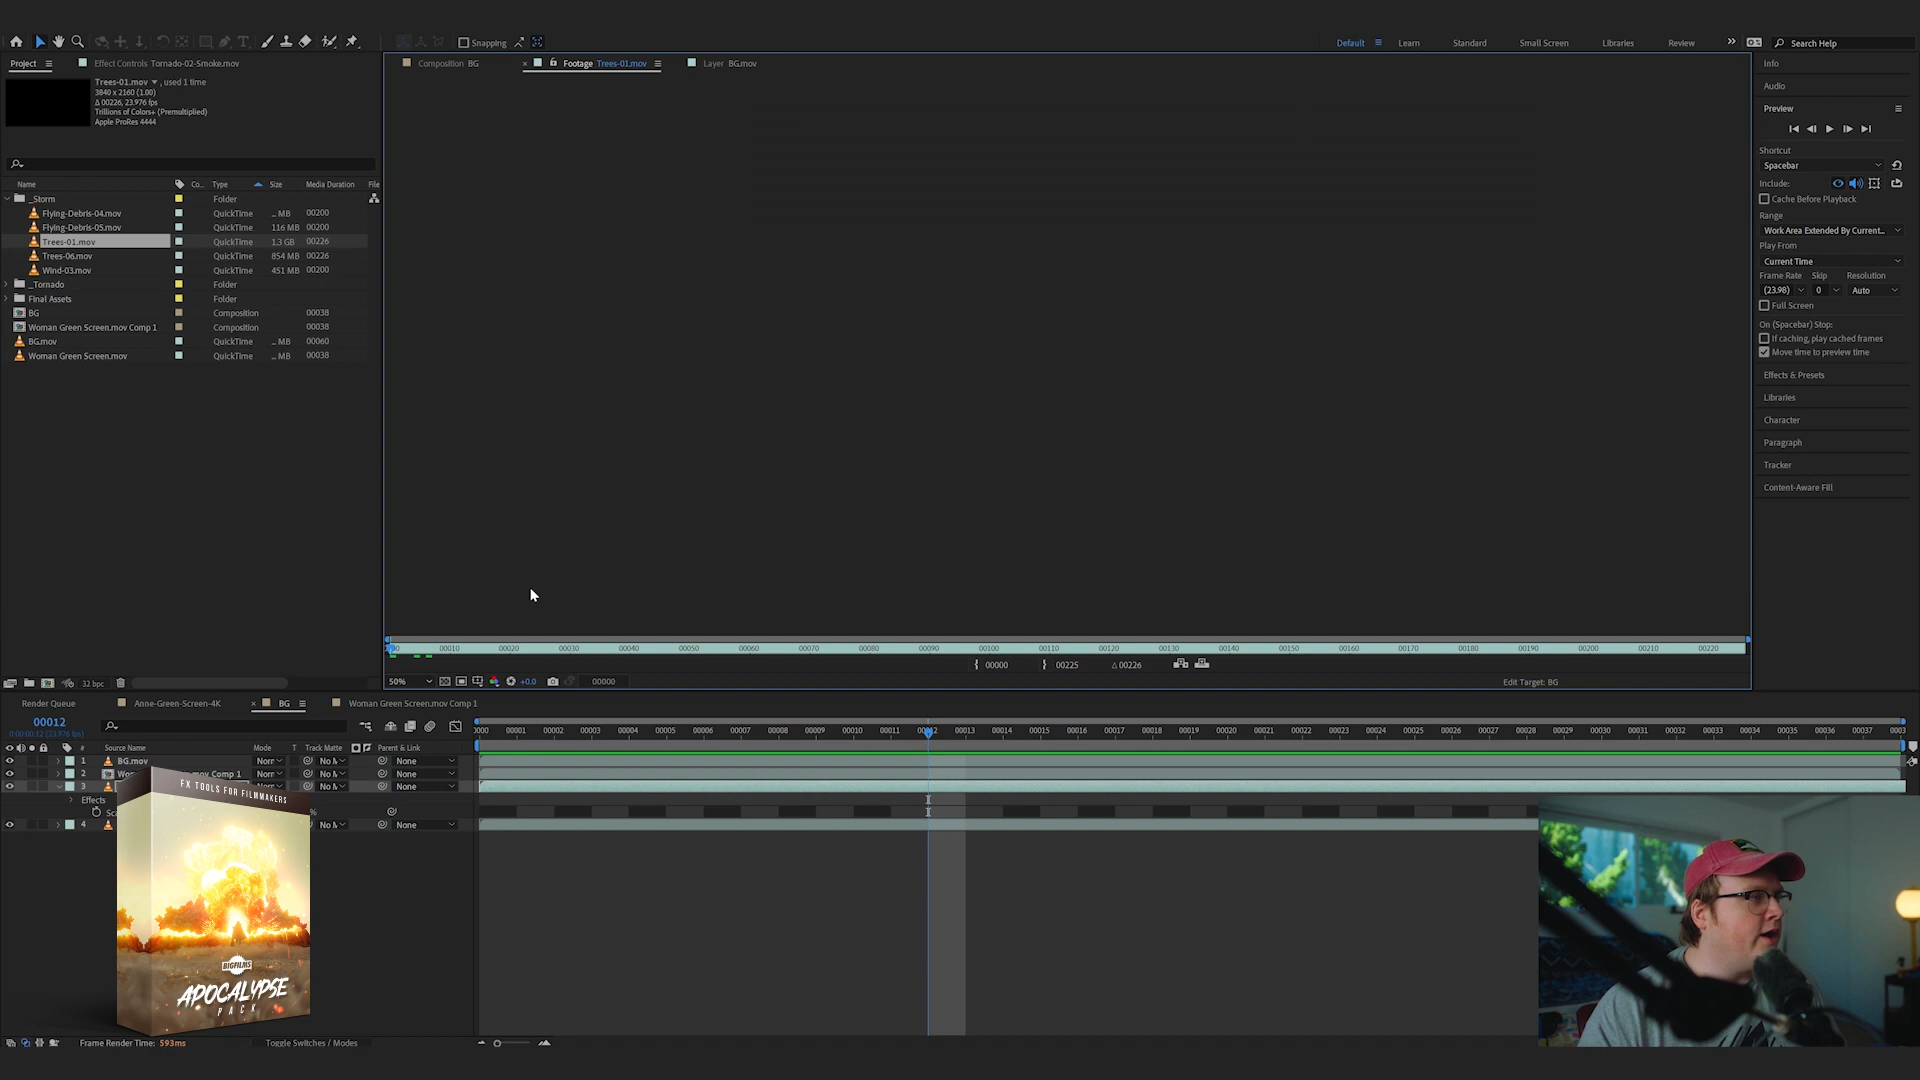 Snapping
Default
Learn
Standard
Small Screen
Libraries
Review
Search Help
Project
Effect Controls Tornado-02-Smoke.mov
Composition BG
Footage Trees-01.mov
Layer BG.mov
Info
Trees-01.mov ▾ , used 1 time
3840 x 2160 (1.00)
Δ 00226, 23.976 fps
Trillions of Colors+ (Premultiplied)
Apple ProRes 4444
Audio
Preview
Shortcut
Spacebar
Include:
Cache Before Playback
Range
Work Area Extended By Current...
Play From
Current Time
Frame Rate Skip Resolution
(23.98) 0 Auto
Full Screen
On (Spacebar) Stop:
If caching, play cached frames
Move time to preview time
Effects & Presets
Libraries
Character
Paragraph
Tracker
Content-Aware Fill
Name Co... Type Size Media Duration File
_Storm Folder
Flying-Debris-04.mov QuickTime ... MB 00200
Flying-Debris-05.mov QuickTime 116 MB 00200
Trees-01.mov QuickTime 1.3 GB 00226
Trees-06.mov QuickTime 854 MB 00226
Wind-03.mov QuickTime 451 MB 00200
_Tornado Folder
Final Assets Folder
BG Composition 00038
Woman Green Screen.mov Comp 1 Composition 00038
BG.mov QuickTime ... MB 00060
Woman Green Screen.mov QuickTime ... MB 00038
00010 00020 00030 00040 00050 00060 00070 00080 00090 00100 00110 00120 00130 00140 00150 00160 00170 00180 00190 00200 00210 00220
00000 00225 Δ 00226
32 bpc
50% +0.0 00000 Edit Target: BG
Render Queue Anne-Green-Screen-4K BG Woman Green Screen.mov Comp 1
00012
0:00:00:12 (23.976 fps)
0000 00001 00002 00003 00004 00005 00006 00007 00008 00009 00010 00011 00012 00013 00014 00015 00016 00017 00018 00019 00020 00021 00022 00023 00024 00025 00026 00027 00028 00029 00030 00031 00032 00033 00034 00035 00036 00037 0003
# Source Name Mode T Track Matte Parent & Link
1 BG.mov Norr No M None
2 mov Comp 1 Norr No M None
3 Norr No M None
Effects
%
4 No M None
FX TOOLS FOR FILMMAKERS
BIGFILMS
APOCALYPSE
PACK
Frame Render Time: 593ms
Toggle Switches / Modes